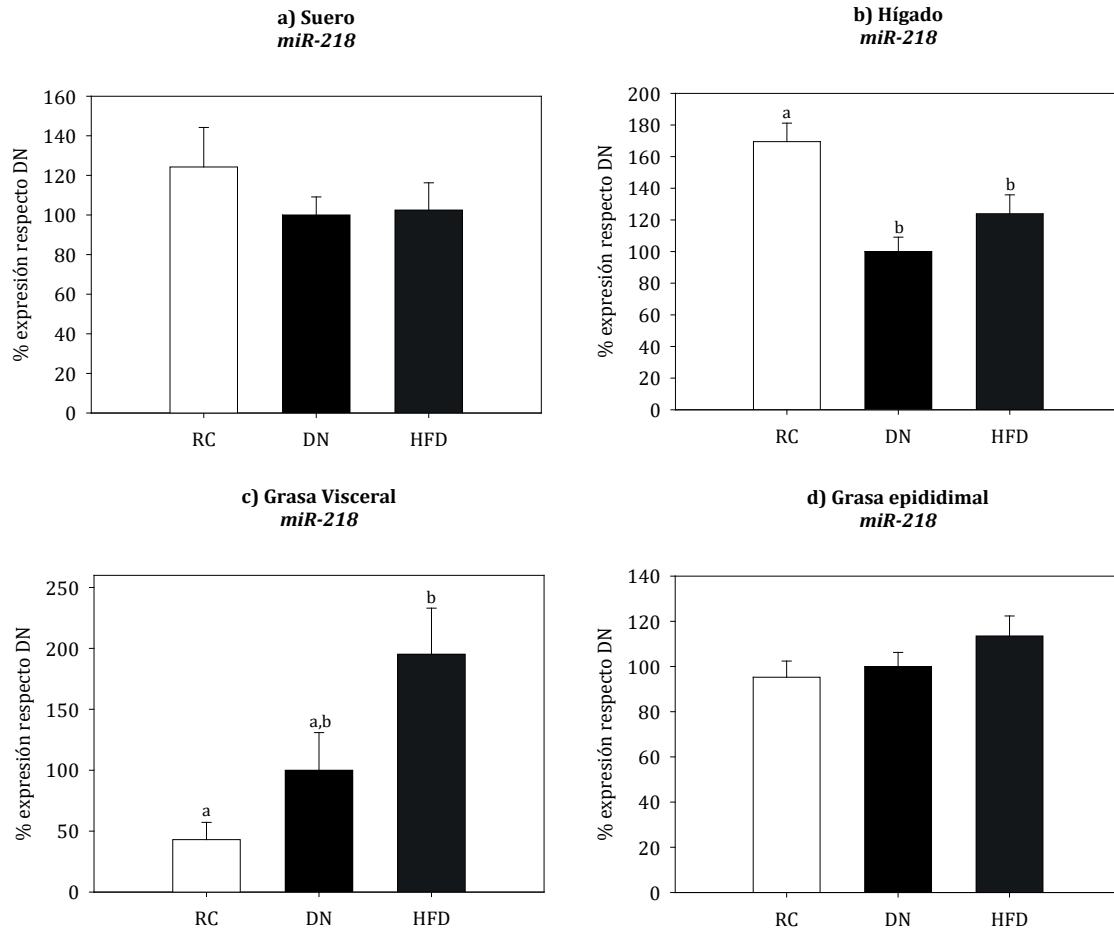 a) Suero
miR-218
% expresión respecto DN
160
140
120
100
80
60
40
20
0
RC DN HFD
b) Hígado
miR-218
% expresión respecto DN
200
180
160
140
120
100
80
60
40
20
0
a
b
b
RC DN HFD
c) Grasa Visceral
miR-218
% expresión respecto DN
250
200
150
100
50
0
a
a,b
b
RC DN HFD
d) Grasa epididimal
miR-218
% expresión respecto DN
140
120
100
80
60
40
20
0
RC DN HFD